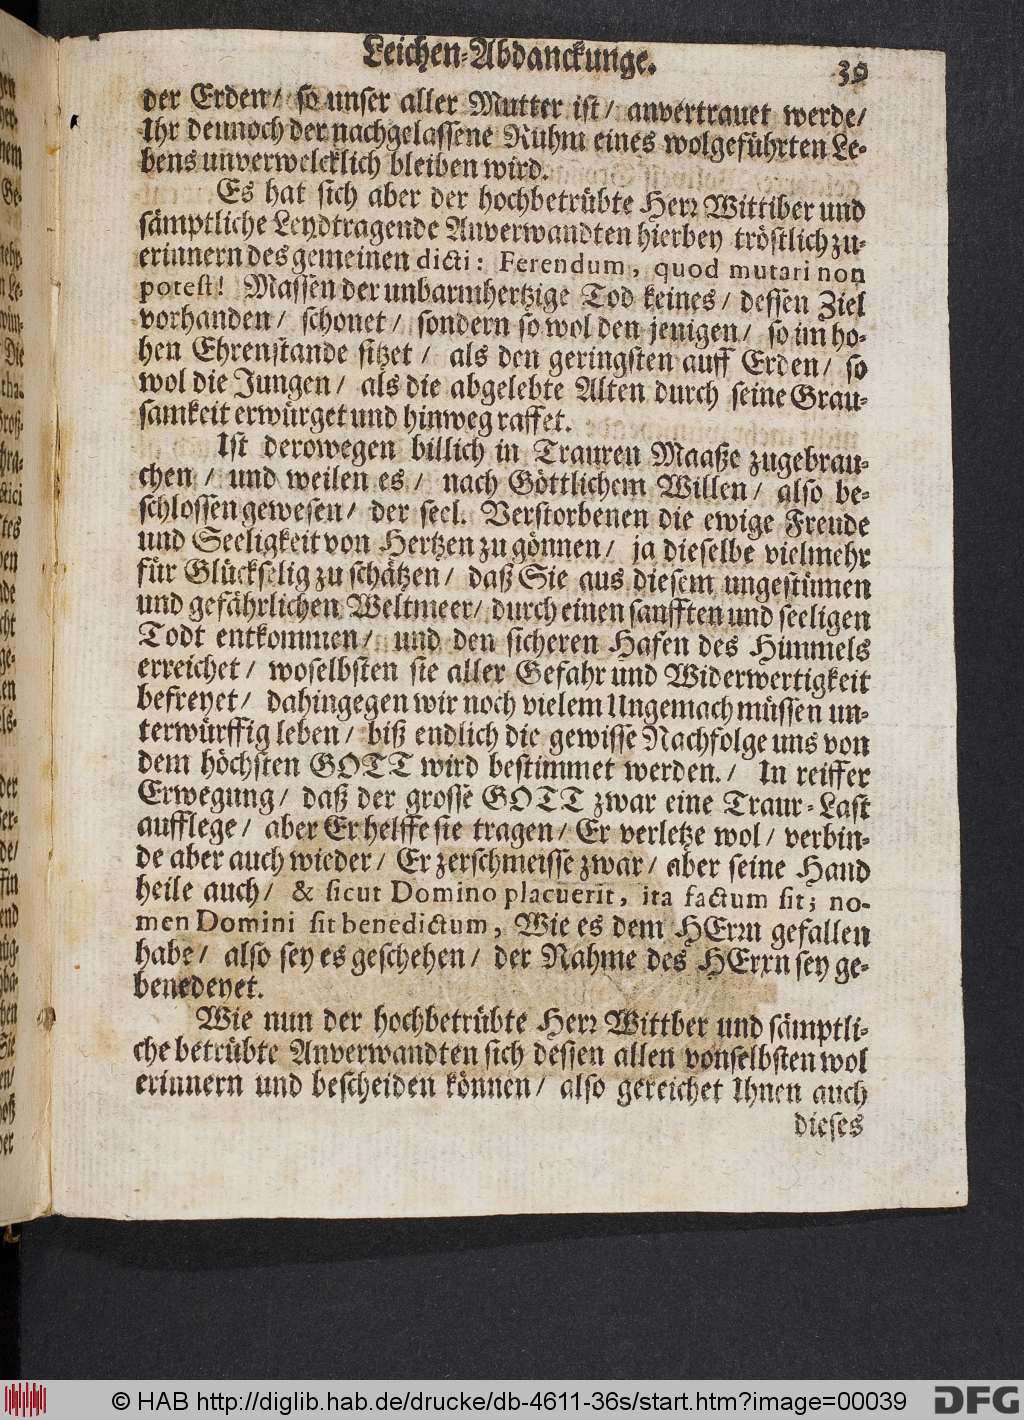 Leichen-Abdanckunge. 39
der Erden/ so unser aller Mutter ist/ anvertrauet werde/
Ihr dennoch der nachgelassene Ruhm eines wolgeführten Le-
bens unverwelcklich bleiben wird.
Es hat sich aber der hochbetrübte Herr Wittiber und
sämptliche Leydtragende Anverwandten hierbey tröstlich zu-
erinnern des gemeinen dicti: Ferendum, quod mutari non
potest! Massen der unbarmhertzige Tod keines/ dessen Ziel
vorhanden/ schonet/ sondern so wol den jenigen/ so im ho-
hen Ehrenstande sitzet/ als den geringsten auff Erden/ so
wol die Jungen/ als die abgelebte Alten durch seine Grau-
samkeit erwürget und hinweg raffet.
Ist derowegen billich in Trauren Maaße zugebrau-
chen/ und weilen es/ nach Göttlichem Willen/ also be-
schlossen gewesen/ der seel. Verstorbenen die ewige Freude
und Seeligkeit von Hertzen zu gönnen/ ja dieselbe vielmehr
für Glückselig zu schätzen/ daß Sie aus diesem ungestümen
und gefährlichen Weltmeer/ durch einen sanfften und seeligen
Todt entkommen/ und den sicheren Hafen des Himmels
erreichet/ woselbsten sie aller Gefahr und Widerwertigkeit
befreyet/ dahingegen wir noch vielem Ungemach müssen un-
terwürffig leben/ biß endlich die gewisse Nachfolge uns von
dem höchsten GOTT wird bestimmet werden./ In reiffer
Erwegung/ daß der grosse GOTT zwar eine Traur-Last
aufflege/ aber Er helffe sie tragen/ Er verletze wol/ verbin-
de aber auch wieder/ Er zerschmeisse zwar/ aber seine Hand
heile auch/ & sicut Domino placuerit, ita factum sit; no-
men Domini sit benedictum, Wie es dem HErrn gefallen
habe/ also sey es geschehen/ der Nahme des HErrn sey ge-
benedeyet.
Wie nun der hochbetrübte Herr Wittber und sämptli-
che betrübte Anverwandten sich dessen allen vonselbsten wol
erinnern und bescheiden können/ also gereichet Ihnen auch
dieses
© HAB http://diglib.hab.de/drucke/db-4611-36s/start.htm?image=00039 DFG